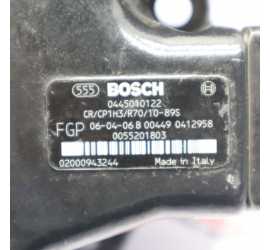 555 BOSCH
0445010122
CR/CP1H3/R70/10-89S
FGP 06-04-06 B 00449 0412958
0055201803
02000943244 Made in Italy